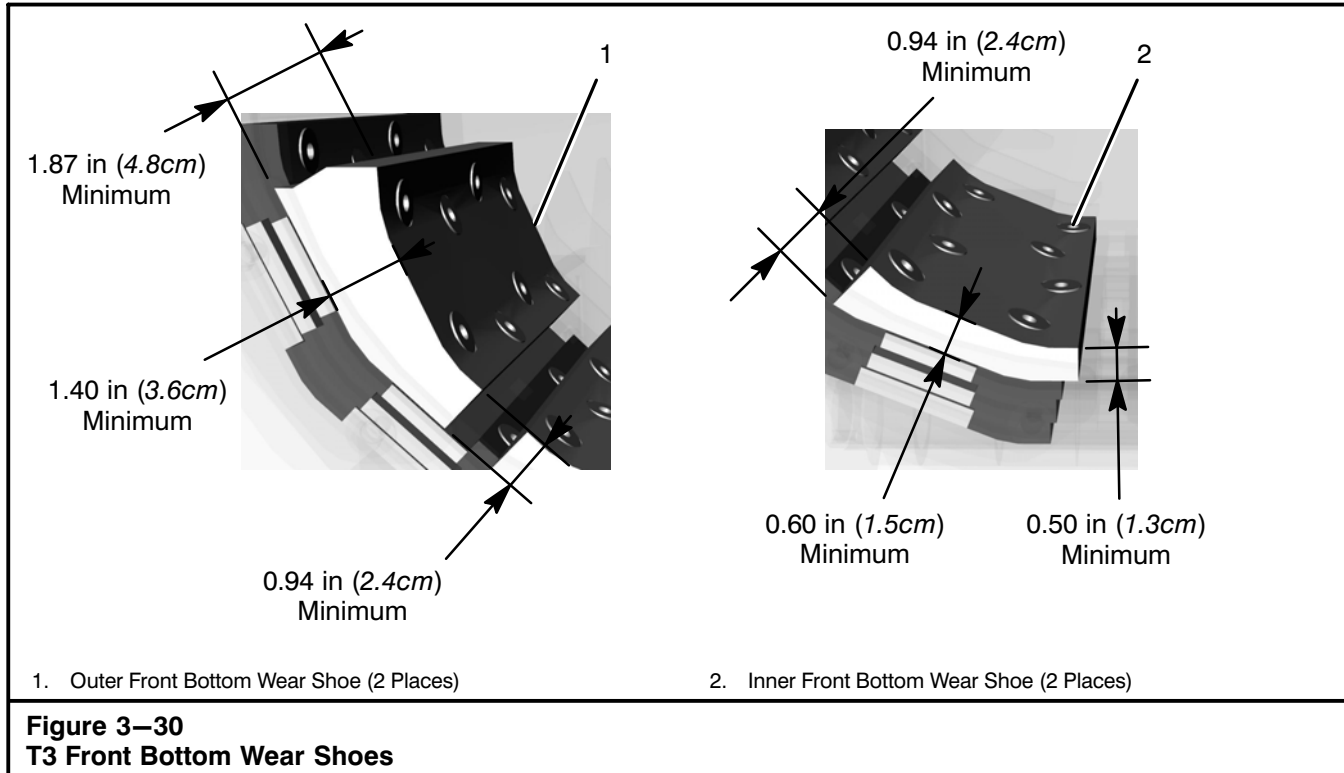 1
1.87 in (4.8cm)
Minimum
1.40 in (3.6cm)
Minimum
0.94 in (2.4cm)
Minimum
0.94 in (2.4cm)
Minimum
2
0.60 in (1.5cm)
Minimum
0.50 in (1.3cm)
Minimum
1. Outer Front Bottom Wear Shoe (2 Places)
2. Inner Front Bottom Wear Shoe (2 Places)
Figure 3–30
T3 Front Bottom Wear Shoes